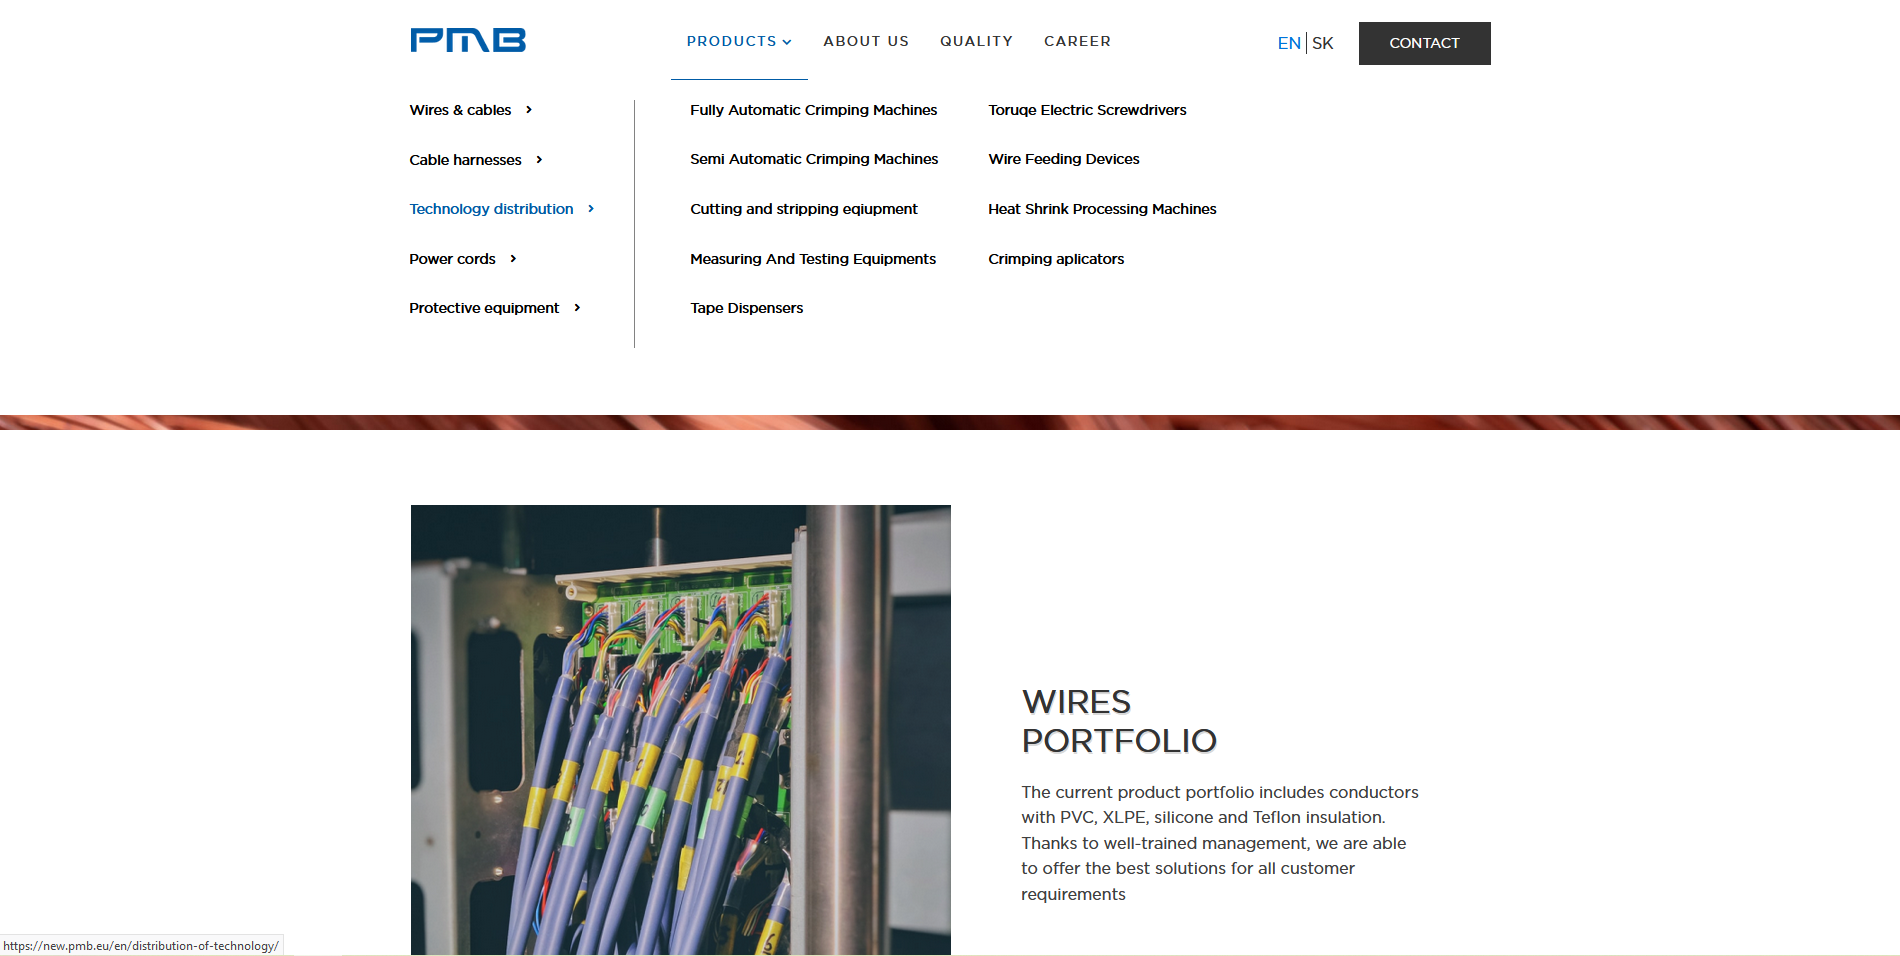 PMB
PRODUCTS
ABOUT US
QUALITY
CAREER
EN
SK
CONTACT
Wires & cables
Cable harnesses
Technology distribution
Power cords
Protective equipment
Fully Automatic Crimping Machines
Semi Automatic Crimping Machines
Cutting and stripping eqiupment
Measuring And Testing Equipments
Tape Dispensers
Toruqe Electric Screwdrivers
Wire Feeding Devices
Heat Shrink Processing Machines
Crimping aplicators
WIRES
PORTFOLIO
The current product portfolio includes conductors
with PVC, XLPE, silicone and Teflon insulation.
Thanks to well-trained management, we are able
to offer the best solutions for all customer
requirements
https://new.pmb.eu/en/distribution-of-technology/